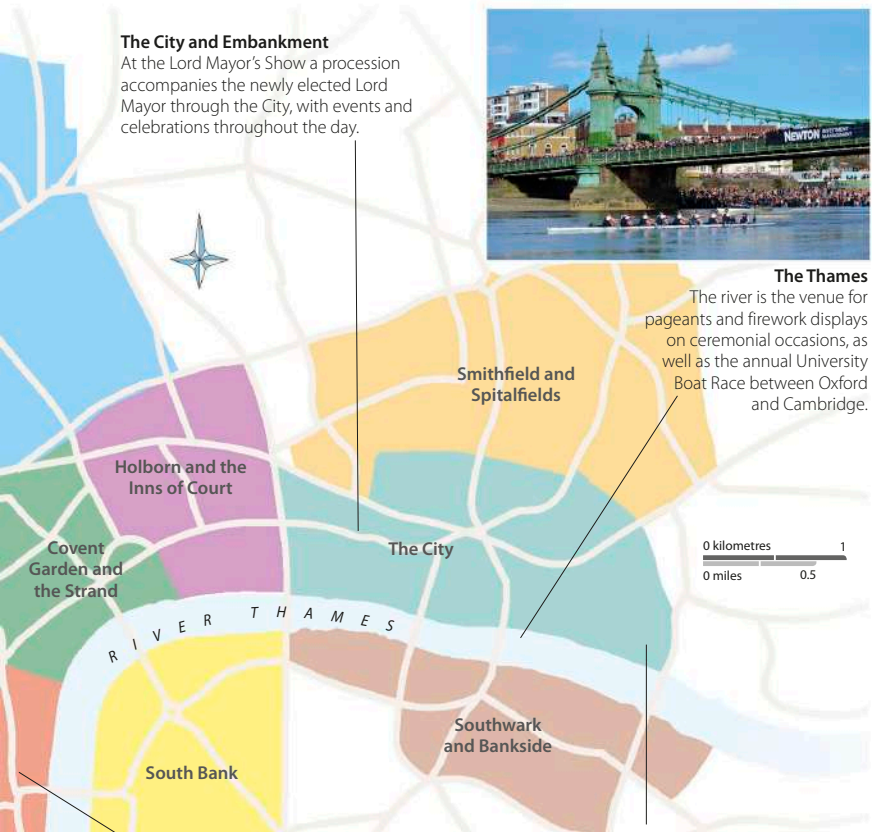 The City and Embankment
At the Lord Mayor's Show a procession
accompanies the newly elected Lord
Mayor through the City, with events and
celebrations throughout the day.
NEWTON INVESTMENT
MANAGEMENT
The Thames
The river is the venue for
pageants and firework displays
on ceremonial occasions, as
well as the annual University
Boat Race between Oxford
and Cambridge.
Smithfield and
Spitalfields
Holborn and the
Inns of Court
Covent
Garden and
the Strand
The City
0 kilometres 1
0 miles 0.5
RIVER THAMES
Southwark
and Bankside
South Bank